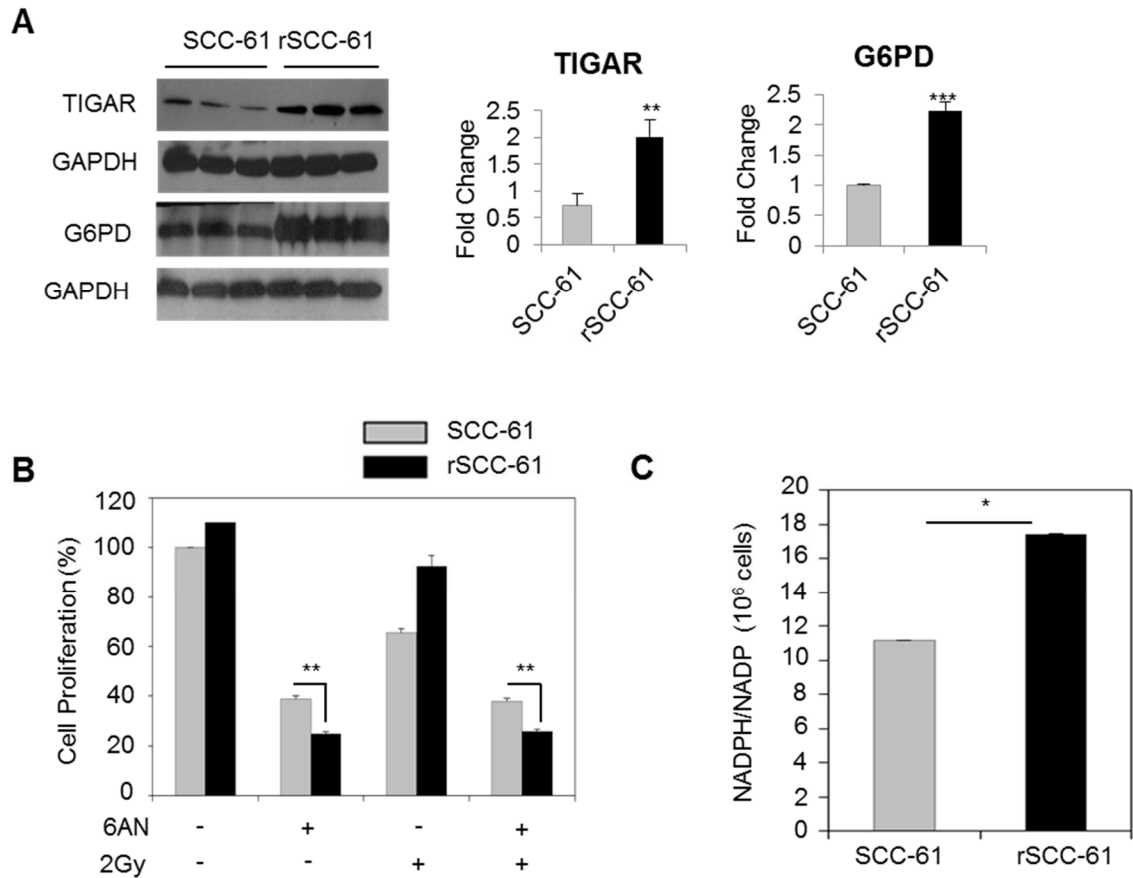 A
SCC-61 rSCC-61
TIGAR
GAPDH
G6PD
GAPDH
TIGAR
Fold Change
2.5
2
1.5
1
0.5
0
**
SCC-61
rSCC-61
G6PD
Fold Change
2.5
2
1.5
1
0.5
0
***
SCC-61
rSCC-61
SCC-61
rSCC-61
B
Cell Proliferation (%)
120
100
80
60
40
20
0
**
**
6AN - + - +
2Gy - - + +
C
NADPH/NADP (10⁶ cells)
20
18
16
14
12
10
8
6
4
2
0
*
SCC-61
rSCC-61